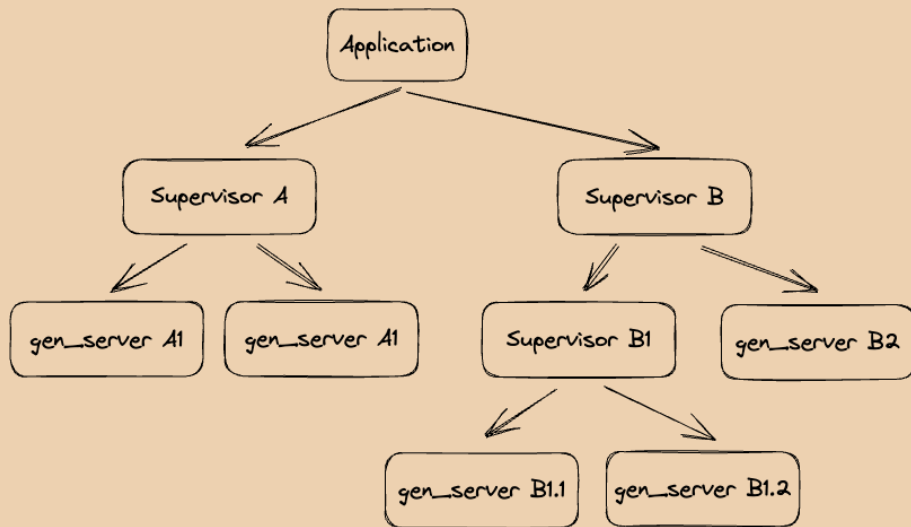 Application
Supervisor A
Supervisor B
gen_server A1
gen_server A1
Supervisor B1
gen_server B2
gen_server B1.1
gen_server B1.2